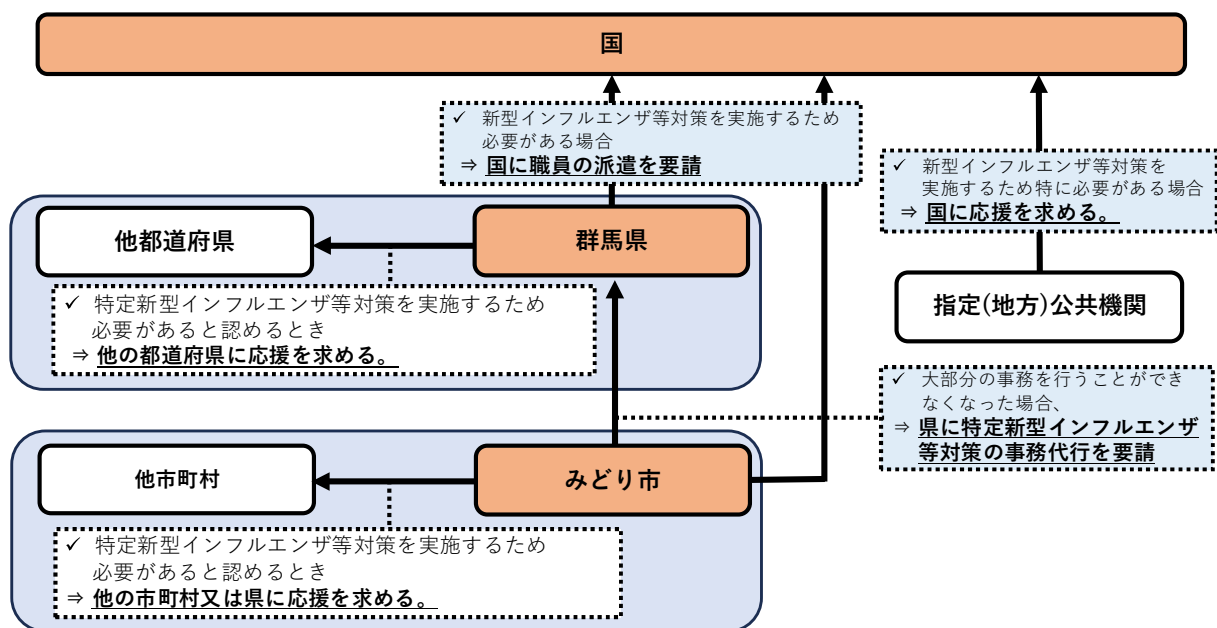 国
✓ 新型インフルエンザ等対策を実施するため
必要がある場合
⇒ 国に職員の派遣を要請
✓ 新型インフルエンザ等対策を
実施するため特に必要がある場合
⇒ 国に応援を求める。
他都道府県
群馬県
指定(地方)公共機関
✓ 特定新型インフルエンザ等対策を実施するため
必要があると認めるとき
⇒ 他の都道府県に応援を求める。
✓ 大部分の事務を行うことができ
なくなった場合、
⇒ 県に特定新型インフルエンザ
等対策の事務代行を要請
他市町村
みどり市
✓ 特定新型インフルエンザ等対策を実施するため
必要があると認めるとき
⇒ 他の市町村又は県に応援を求める。